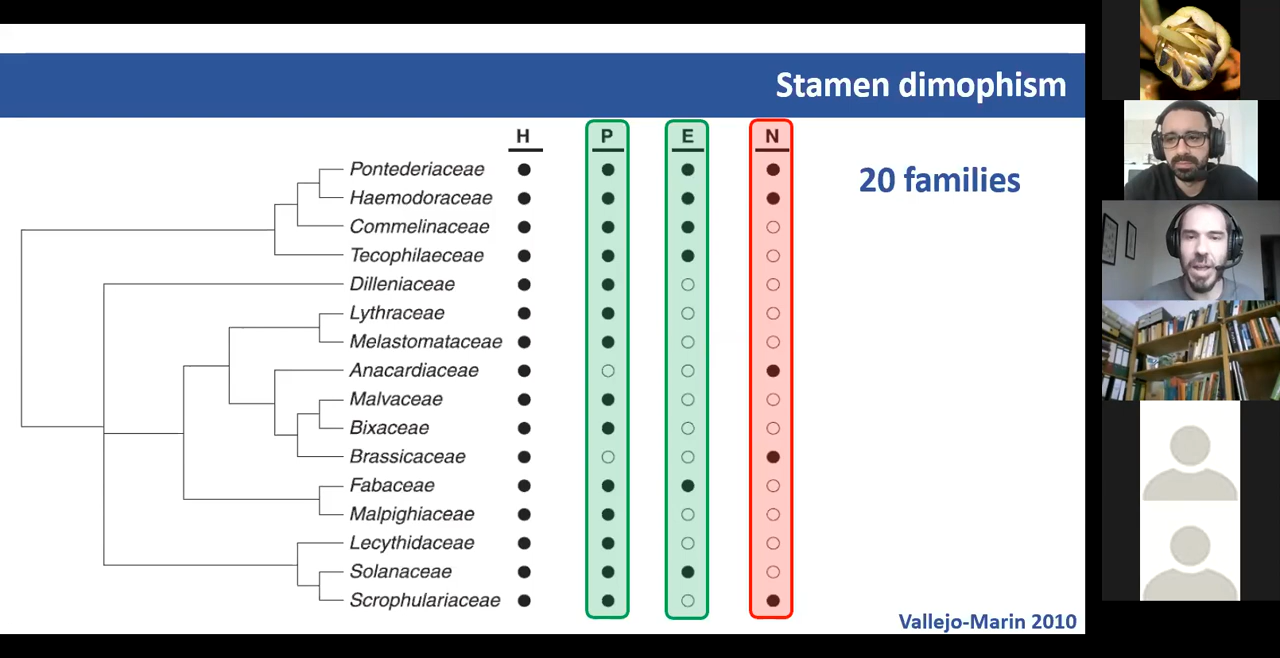 Stamen dimophism
H P E N
20 families
Pontederiaceae
Haemodoraceae
Commelinaceae
Tecophilaeceae
Dilleniaceae
Lythraceae
Melastomataceae
Anacardiaceae
Malvaceae
Bixaceae
Brassicaceae
Fabaceae
Malpighiaceae
Lecythidaceae
Solanaceae
Scrophulariaceae
Vallejo-Marin 2010